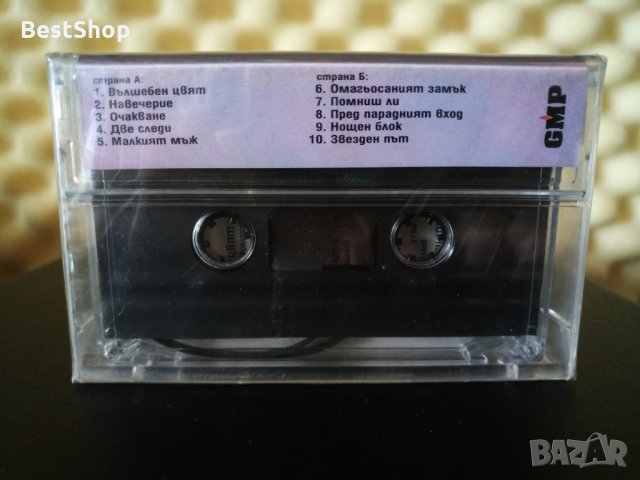 BestShop
страна А:
1. Вълшебен цвят
2. Навечерие
3. Очакване
4. Две следи
5. Малкият мъж
страна Б:
6. Омагьосаният замък
7. Помниш ли
8. Пред парадният вход
9. Нощен блок
10. Звезден път
GMP
BAZAR